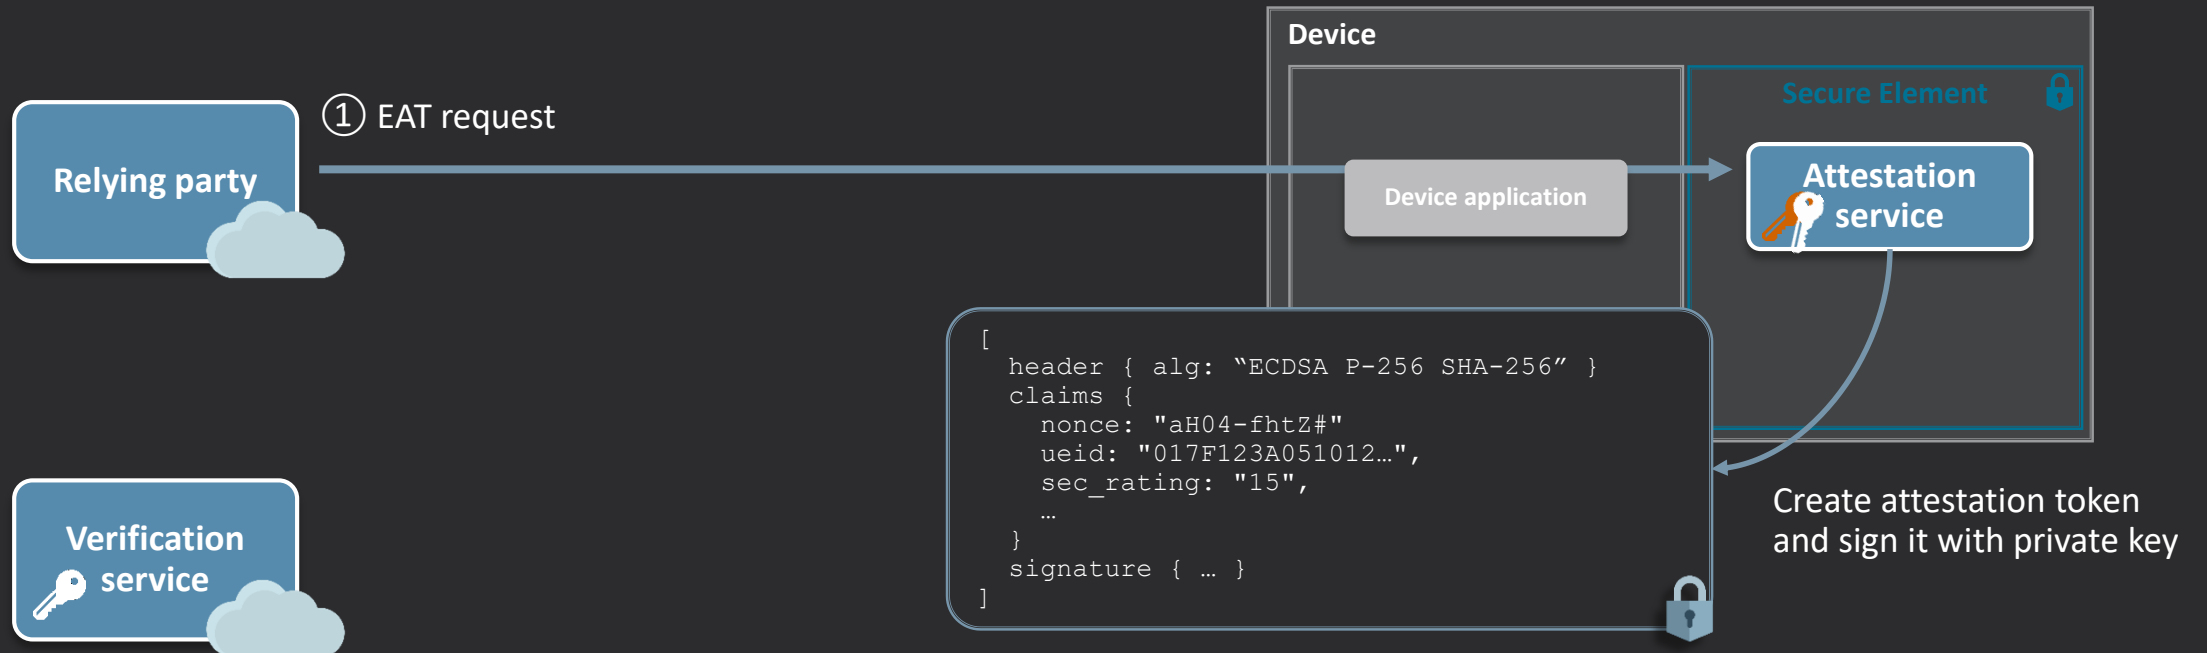 Device
Secure Element
① EAT request
Relying party
Device application
Attestation
service
[
header { alg: “ECDSA P-256 SHA-256” }
claims {
nonce: "aH04-fhtZ#"
ueid: "017F123A051012…",
sec_rating: "15",
…
}
signature { … }
]
Create attestation token
and sign it with private key
Verification
service